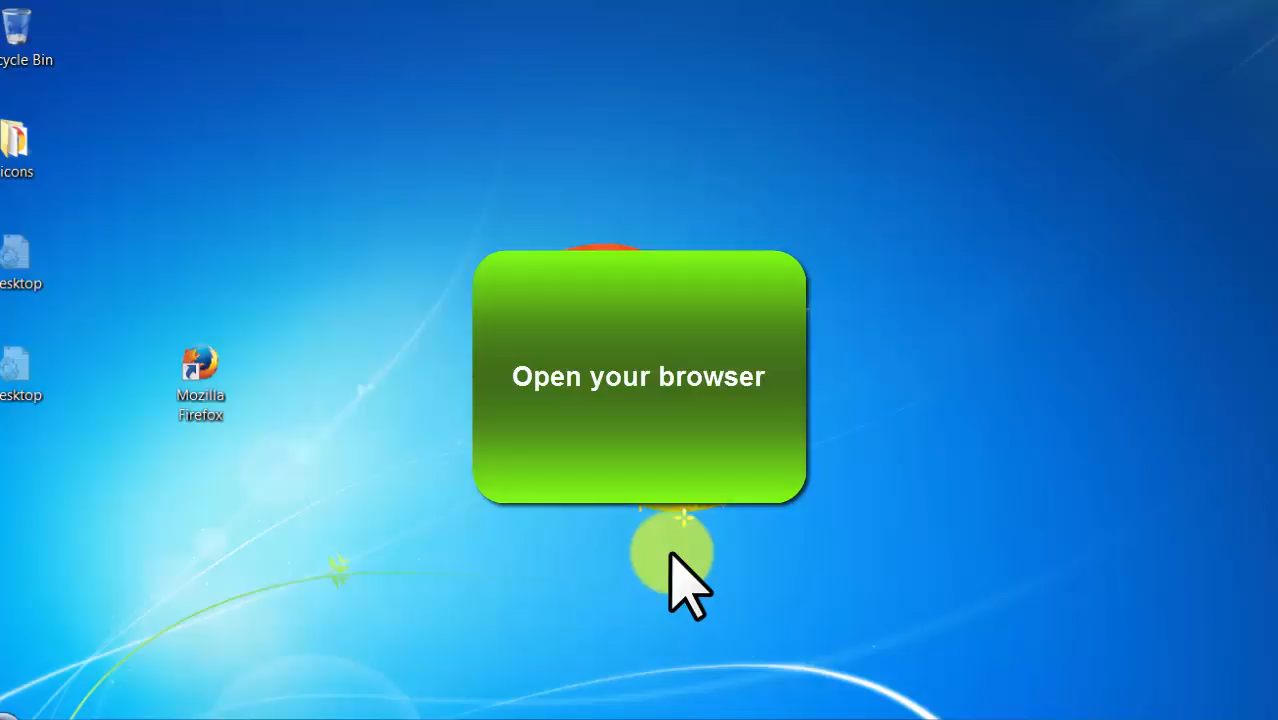 cycle Bin
icons
esktop
esktop
Mozilla
Firefox
Open your browser